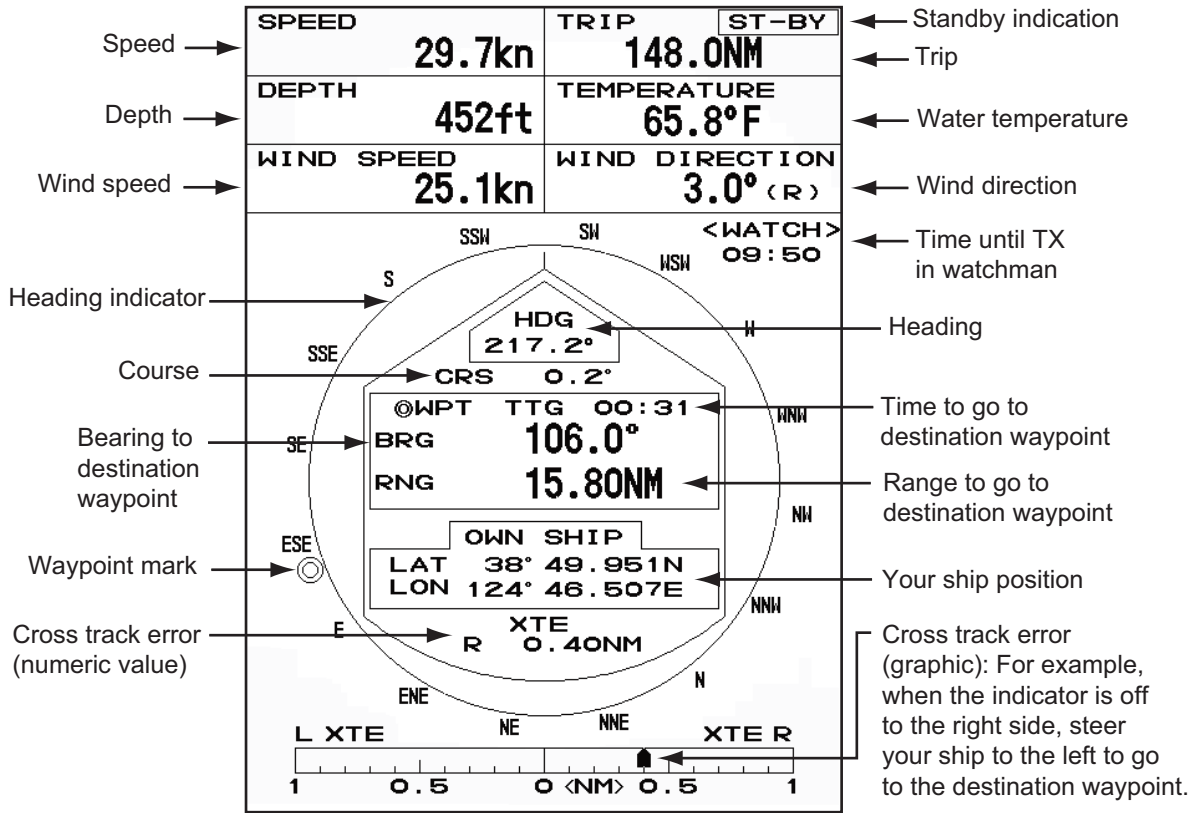 SPEED
29.7kn
TRIP
ST-BY
148.0NM
DEPTH
452ft
TEMPERATURE
65.8°F
WIND SPEED
25.1kn
WIND DIRECTION
3.0° (R)
<WATCH>
09:50
SSW
SW
WSW
S
W
SSE
WNW
SE
NW
ESE
NNW
E
N
ENE
NE
NNE
HDG
217.2°
CRS 0.2°
◎WPT TTG 00:31
BRG 106.0°
RNG 15.80NM
OWN SHIP
LAT 38° 49.951N
LON 124° 46.507E
XTE
R 0.40NM
L XTE
XTE R
1 0.5 0 <NM> 0.5 1
Speed
Depth
Wind speed
Heading indicator
Course
Bearing to
destination
waypoint
Waypoint mark
Cross track error
(numeric value)
Standby indication
Trip
Water temperature
Wind direction
Time until TX
in watchman
Heading
Time to go to
destination waypoint
Range to go to
destination waypoint
Your ship position
Cross track error
(graphic): For example,
when the indicator is off
to the right side, steer
your ship to the left to go
to the destination waypoint.